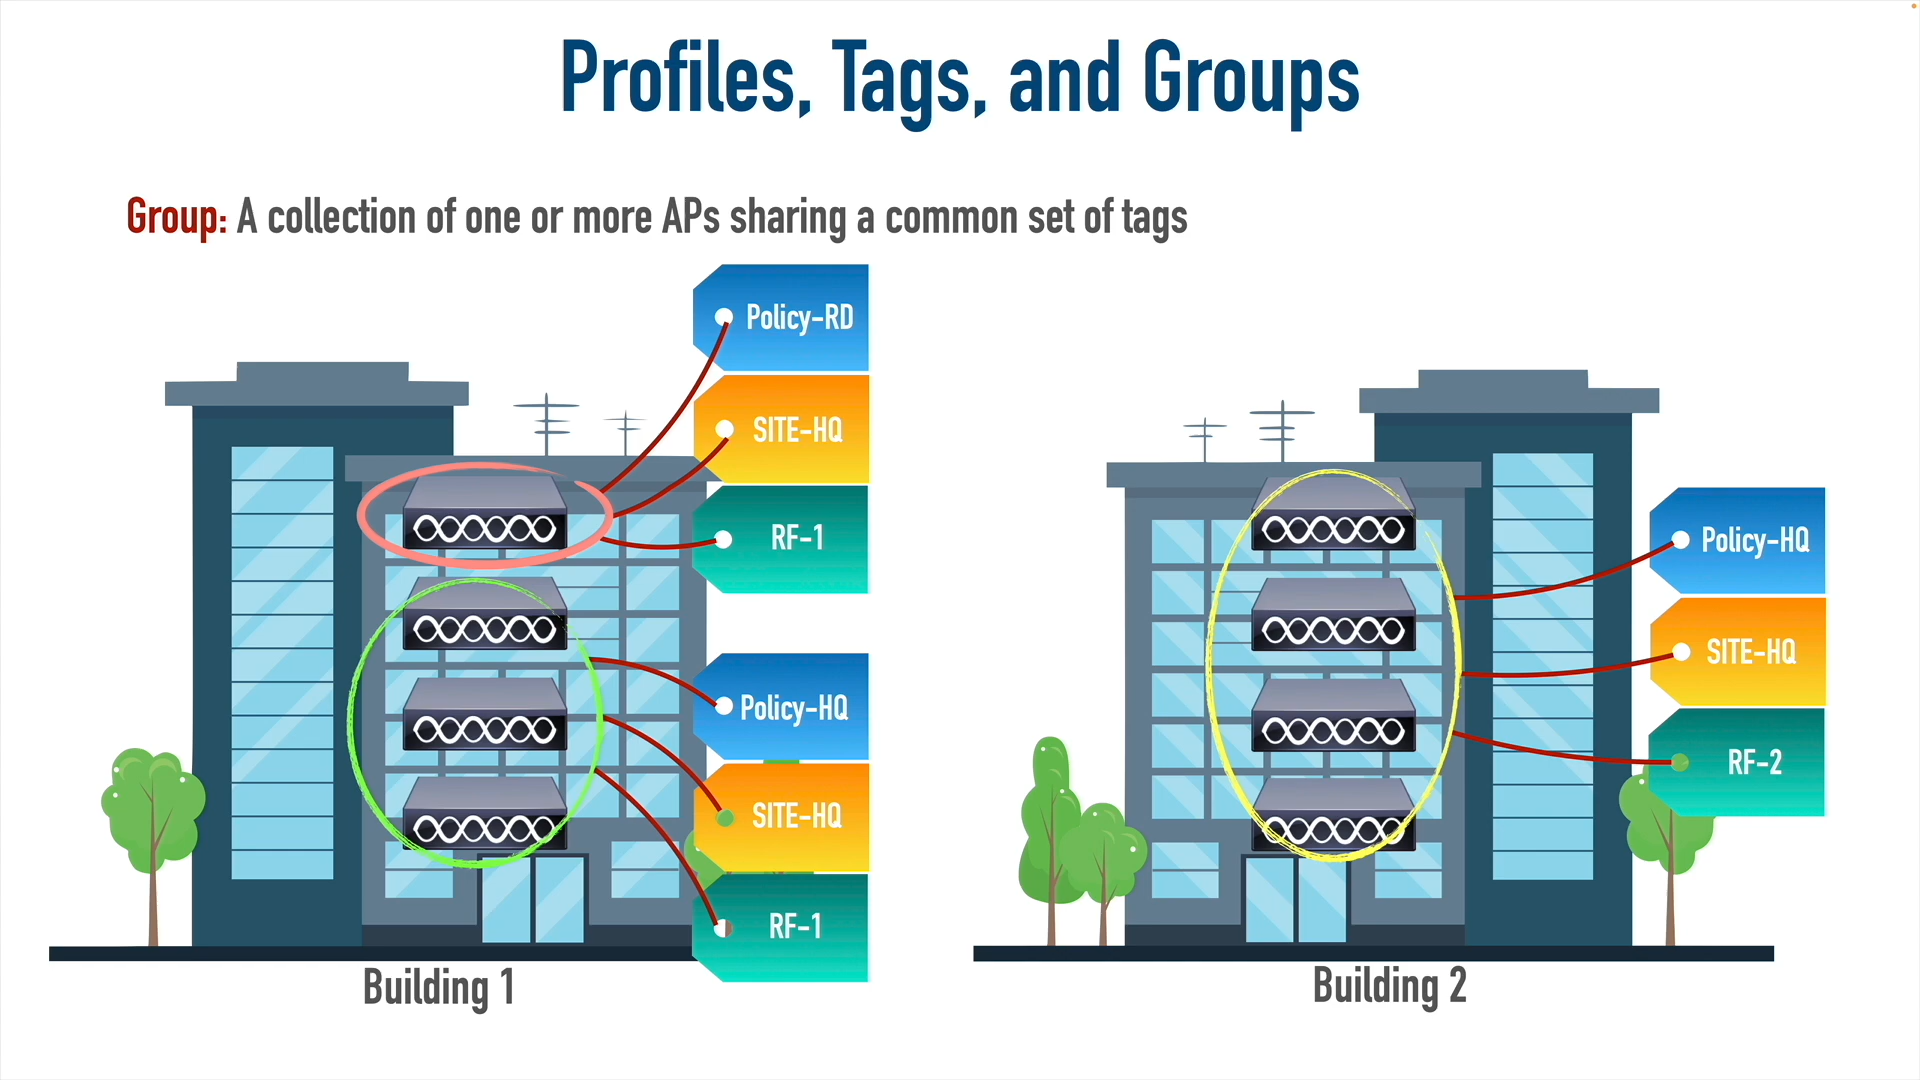 Profiles, Tags, and Groups
Group: A collection of one or more APs sharing a common set of tags
Policy-RD
SITE-HQ
RF-1
Policy-HQ
SITE-HQ
RF-1
Building 1
Policy-HQ
SITE-HQ
RF-2
Building 2